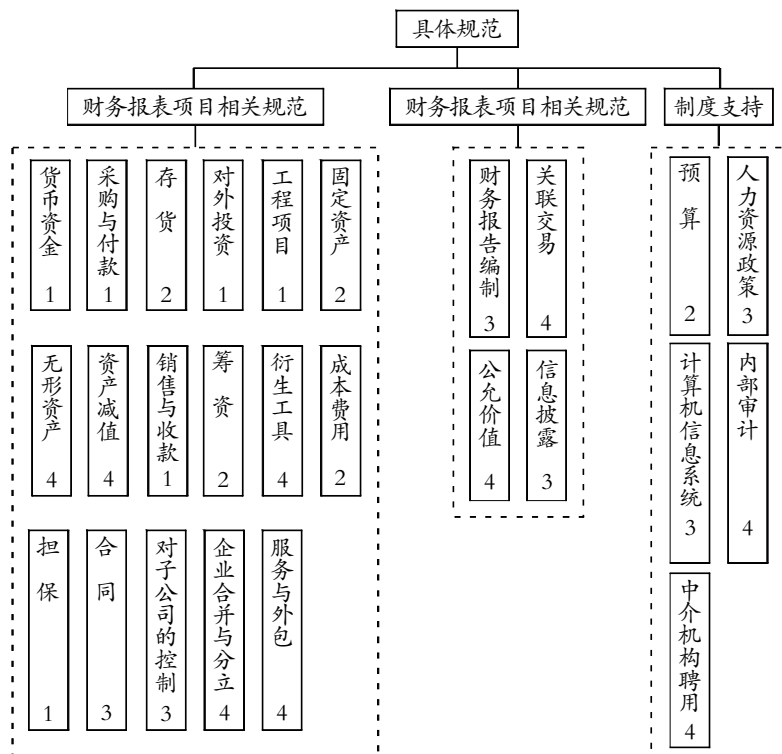 具体规范
财务报表项目相关规范
财务报表项目相关规范
制度支持
货币资金
1
采购与付款
1
存货
2
对外投资
1
工程项目
1
固定资产
2
无形资产
4
资产减值
4
销售与收款
1
筹资
2
衍生工具
4
成本费用
2
担保
1
合同
3
对子公司的控制
3
企业合并与分立
4
服务与外包
4
财务报告编制
3
关联交易
4
公允价值
4
信息披露
3
预算
2
人力资源政策
3
计算机信息系统
3
内部审计
4
中介机构聘用
4